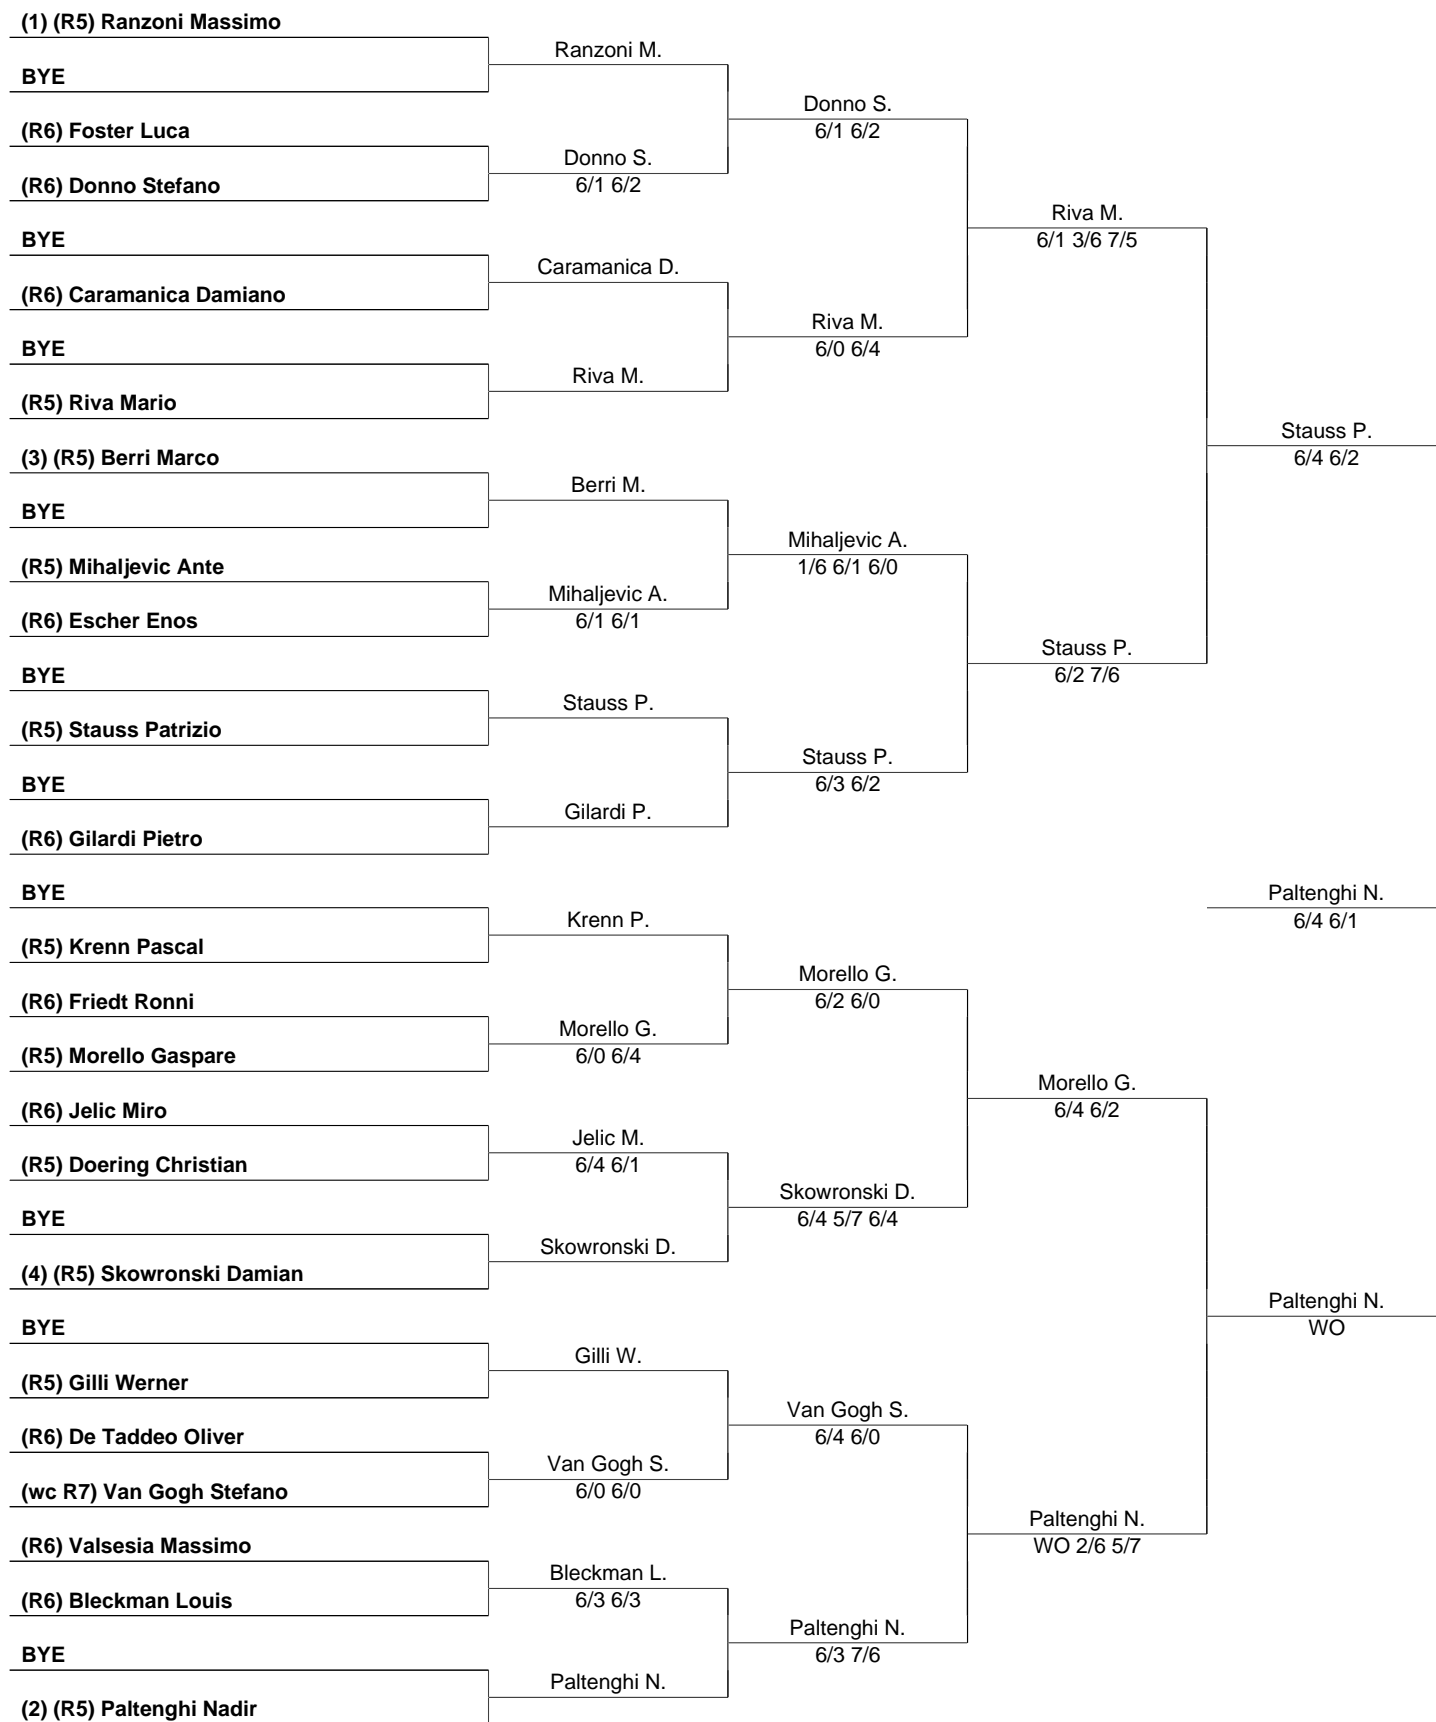 (1) (R5) Ranzoni Massimo
BYE
(R6) Foster Luca
(R6) Donno Stefano
BYE
(R6) Caramanica Damiano
BYE
(R5) Riva Mario
(3) (R5) Berri Marco
BYE
(R5) Mihaljevic Ante
(R6) Escher Enos
BYE
(R5) Stauss Patrizio
BYE
(R6) Gilardi Pietro
BYE
(R5) Krenn Pascal
(R6) Friedt Ronni
(R5) Morello Gaspare
(R6) Jelic Miro
(R5) Doering Christian
BYE
(4) (R5) Skowronski Damian
BYE
(R5) Gilli Werner
(R6) De Taddeo Oliver
(wc R7) Van Gogh Stefano
(R6) Valsesia Massimo
(R6) Bleckman Louis
BYE
(2) (R5) Paltenghi Nadir
Ranzoni M.
Donno S.
6/1 6/2
Caramanica D.
Riva M.
Berri M.
Mihaljevic A.
6/1 6/1
Stauss P.
Gilardi P.
Krenn P.
Morello G.
6/0 6/4
Jelic M.
6/4 6/1
Skowronski D.
Gilli W.
Van Gogh S.
6/0 6/0
Bleckman L.
6/3 6/3
Paltenghi N.
Donno S.
6/1 6/2
Riva M.
6/0 6/4
Mihaljevic A.
1/6 6/1 6/0
Stauss P.
6/3 6/2
Morello G.
6/2 6/0
Skowronski D.
6/4 5/7 6/4
Van Gogh S.
6/4 6/0
Paltenghi N.
6/3 7/6
Riva M.
6/1 3/6 7/5
Stauss P.
6/2 7/6
Morello G.
6/4 6/2
Paltenghi N.
WO 2/6 5/7
Stauss P.
6/4 6/2
Paltenghi N.
6/4 6/1
Paltenghi N.
WO